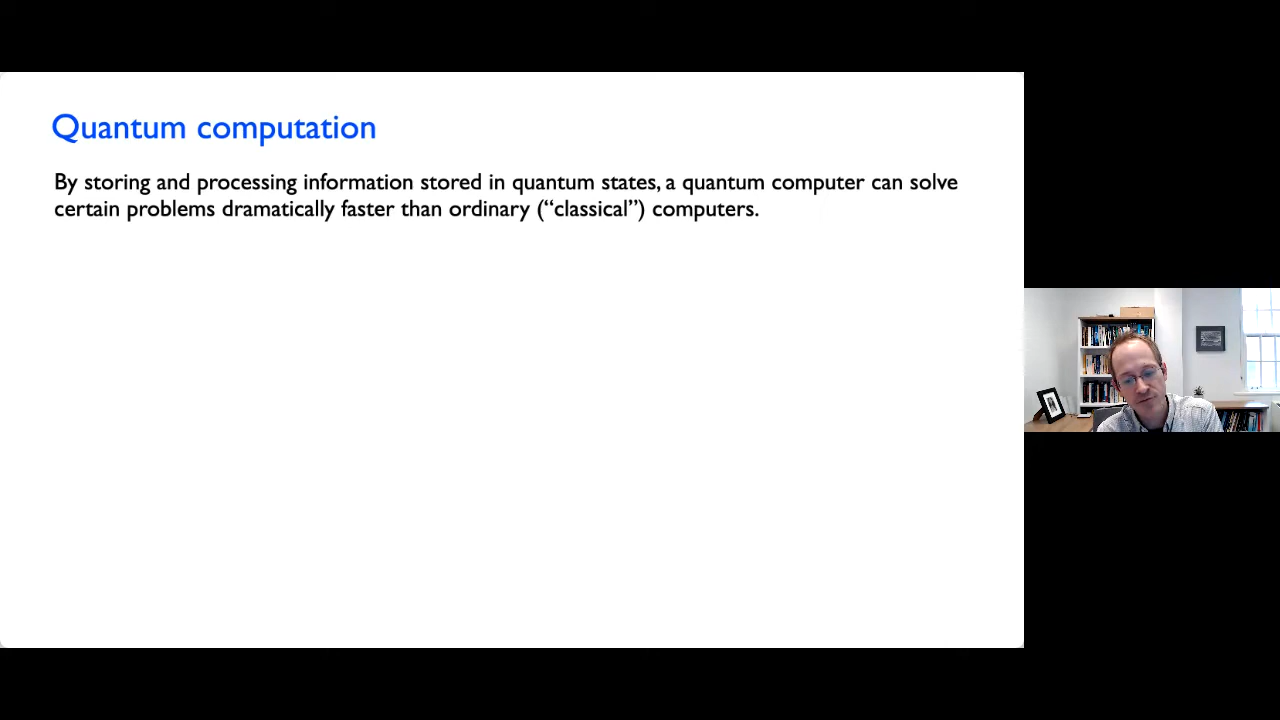 Quantum computation
By storing and processing information stored in quantum states, a quantum computer can solve
certain problems dramatically faster than ordinary (“classical”) computers.